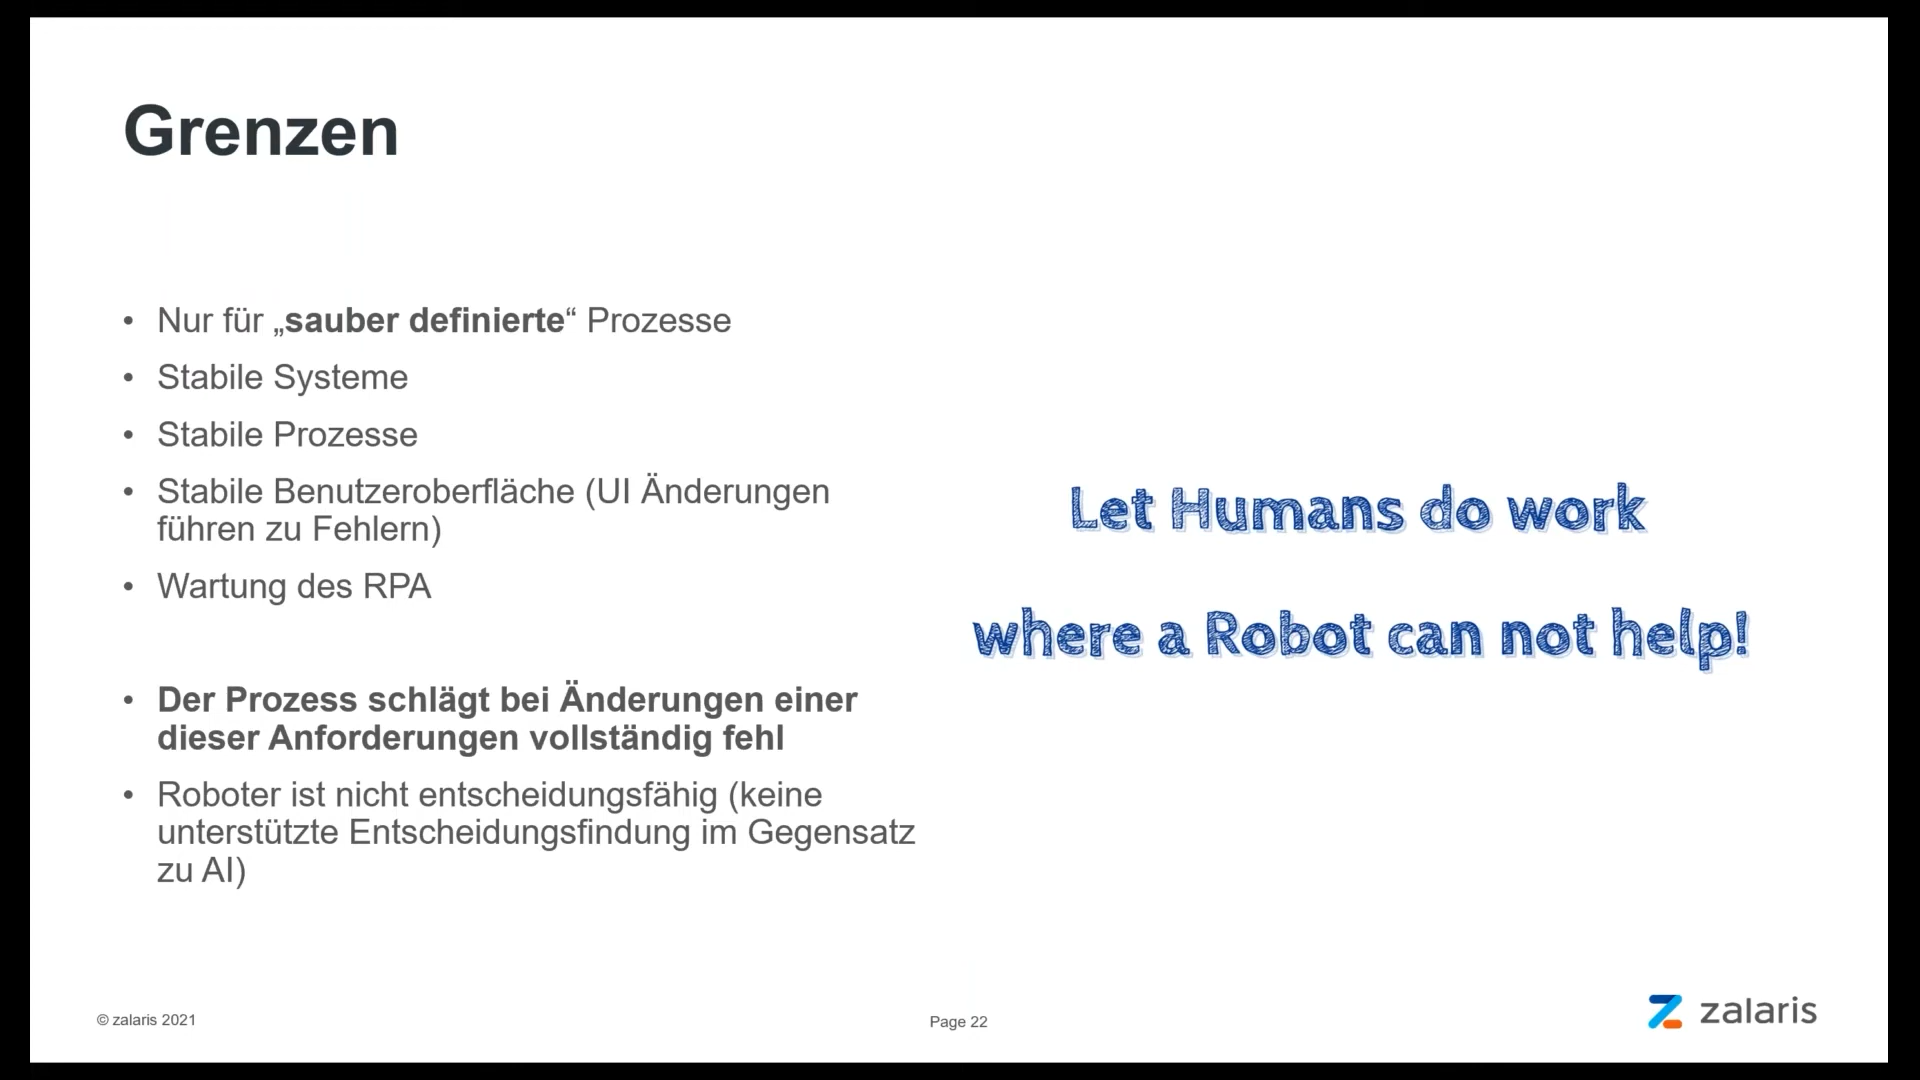 Grenzen
• Nur für „sauber definierte“ Prozesse
• Stabile Systeme
• Stabile Prozesse
• Stabile Benutzeroberfläche (UI Änderungen
führen zu Fehlern)
• Wartung des RPA
• Der Prozess schlägt bei Änderungen einer
dieser Anforderungen vollständig fehl
• Roboter ist nicht entscheidungsfähig (keine
unterstützte Entscheidungsfindung im Gegensatz
zu AI)
Let Humans do work
where a Robot can not help!
© zalaris 2021
Page 22
zalaris